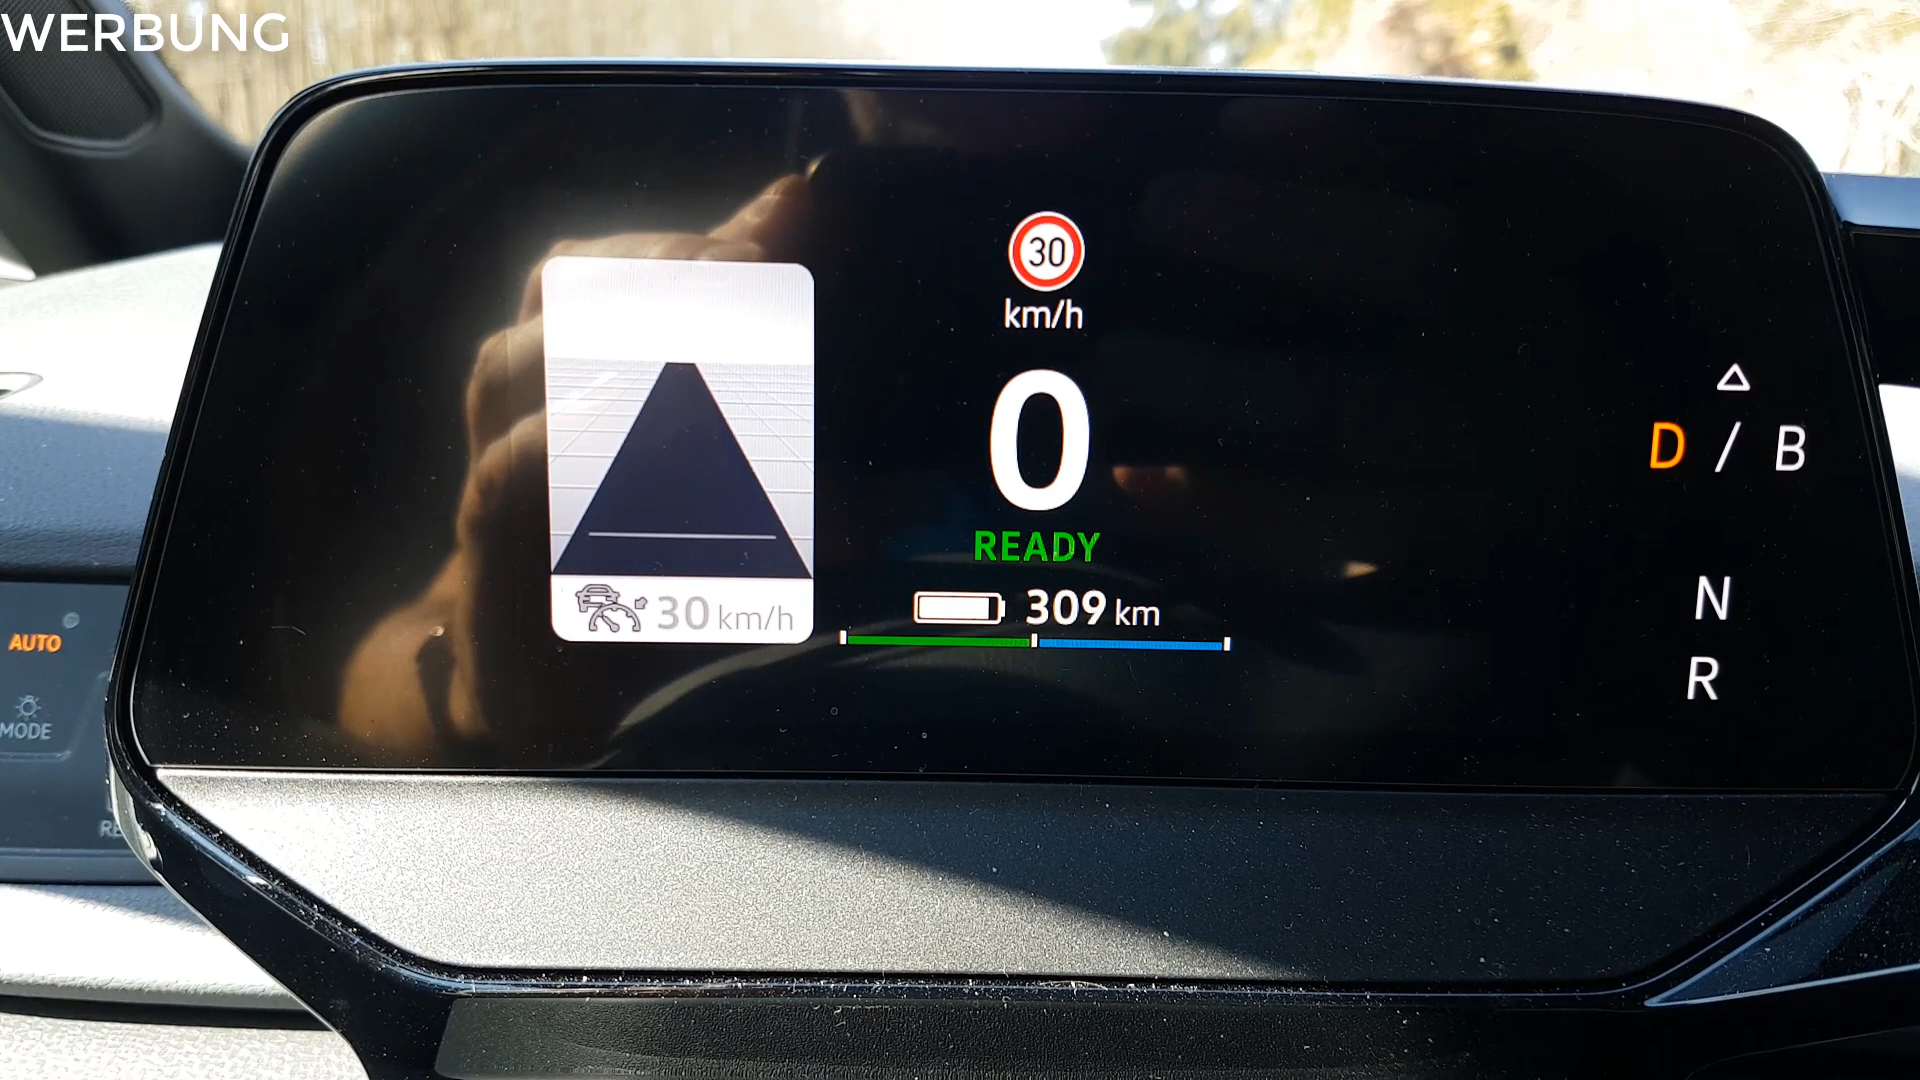 WERBUNG
30
km/h
0
READY
309 km
30 km/h
D / B
N
R
AUTO
MODE